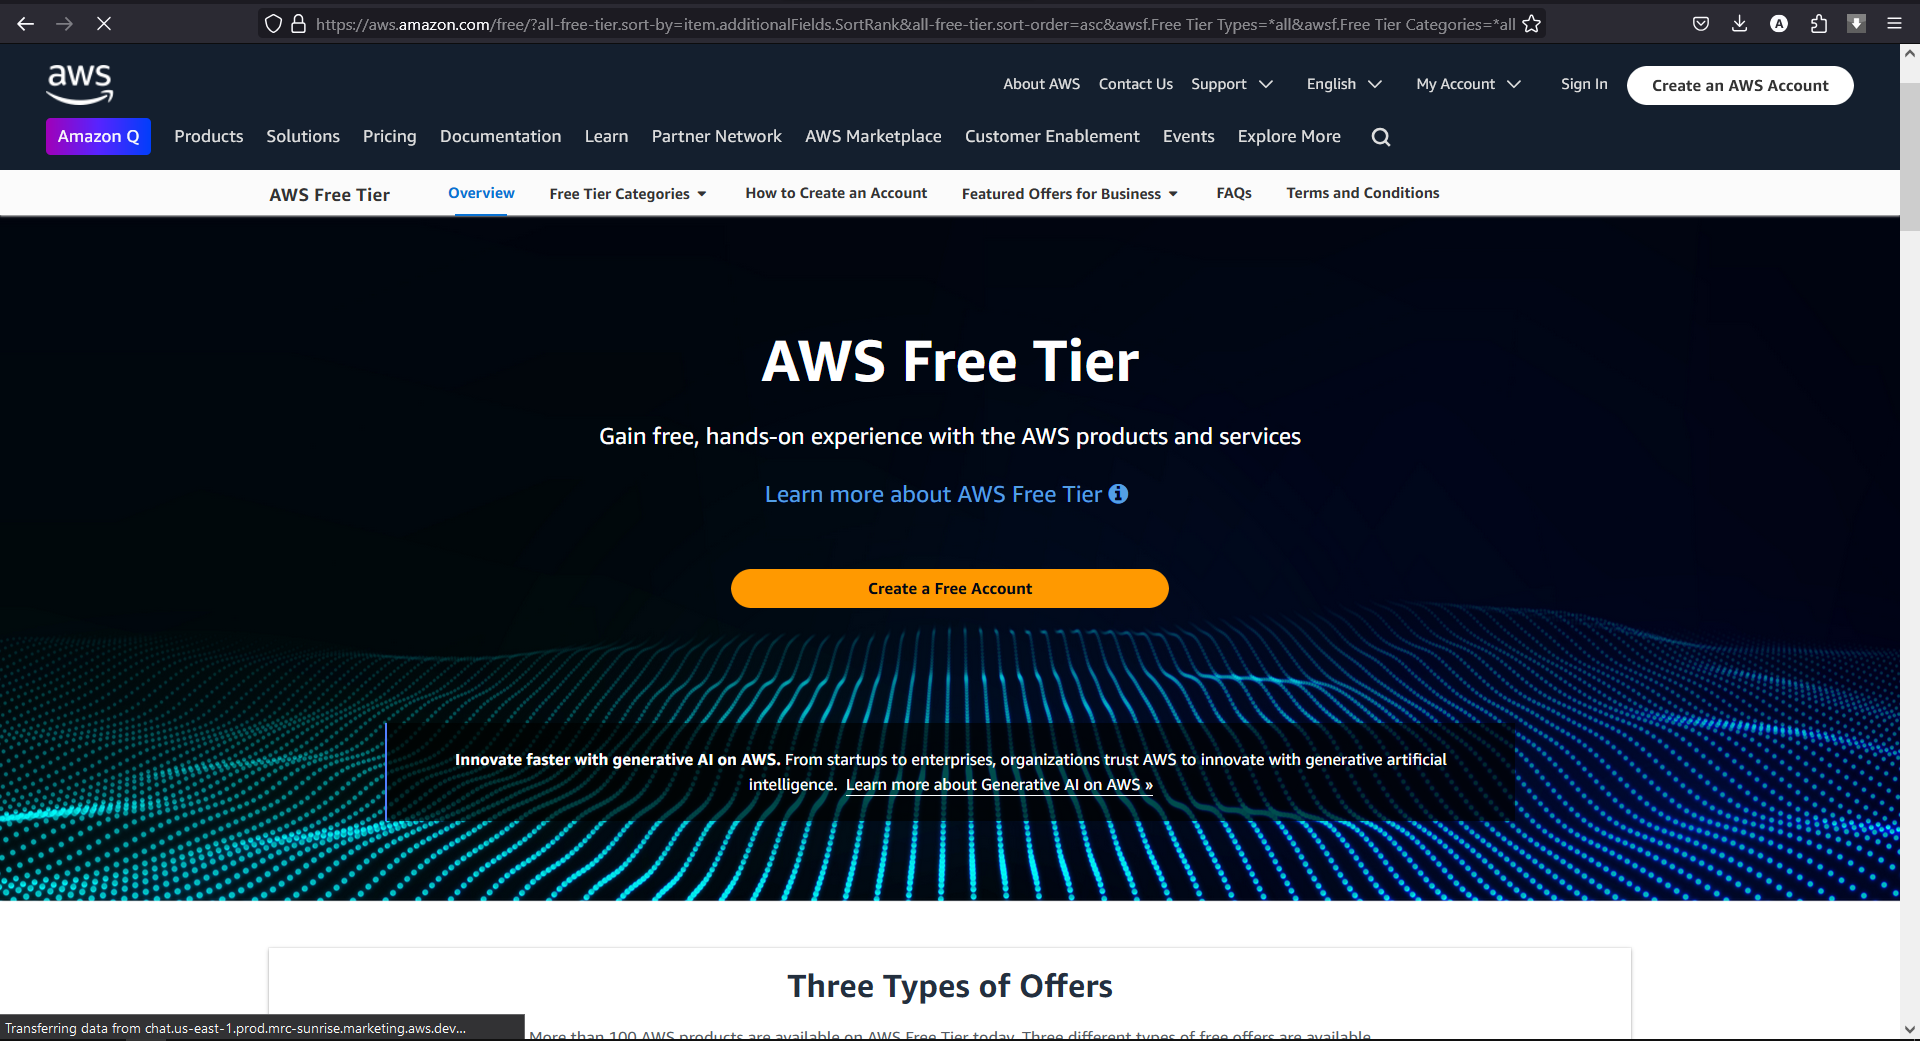 https://aws.amazon.com/free/?all-free-tier.sort-by=item.additionalFields.SortRank&all-free-tier.sort-order=asc&awsf.Free Tier Types=*all&awsf.Free Tier Categories=*all
A
aws
About AWS Contact Us Support English My Account Sign In Create an AWS Account
Amazon Q Products Solutions Pricing Documentation Learn Partner Network AWS Marketplace Customer Enablement Events Explore More
AWS Free Tier Overview Free Tier Categories How to Create an Account Featured Offers for Business FAQs Terms and Conditions
AWS Free Tier
Gain free, hands-on experience with the AWS products and services
Learn more about AWS Free Tier
Create a Free Account
Innovate faster with generative AI on AWS. From startups to enterprises, organizations trust AWS to innovate with generative artificial
intelligence. Learn more about Generative AI on AWS »
Three Types of Offers
More than 100 AWS products are available on AWS Free Tier today. Three different types of free offers are available
Transferring data from chat.us-east-1.prod.mrc-sunrise.marketing.aws.dev...